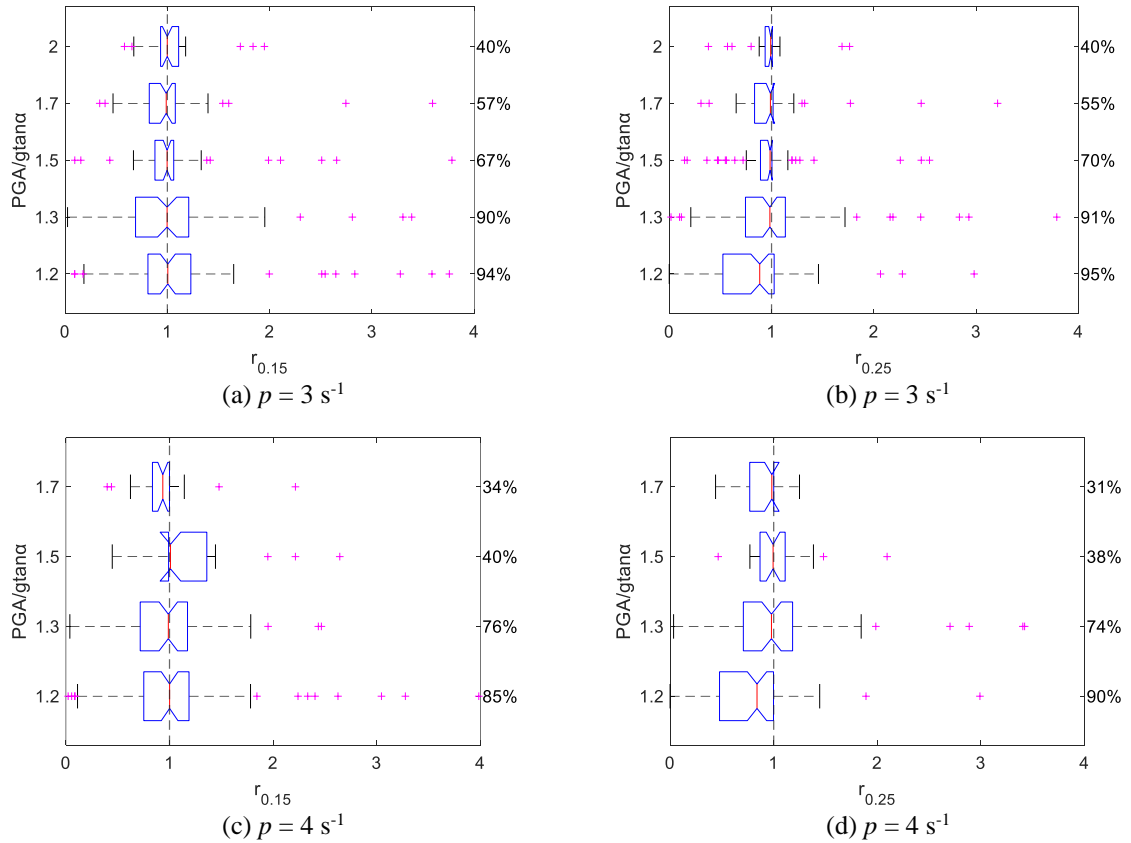 PGA/gtanα
2
40%
1.7
57%
1.5
67%
1.3
90%
1.2
94%
0 1 2 3 4
r0.15
(a) p = 3 s-1
PGA/gtanα
2
40%
1.7
55%
1.5
70%
1.3
91%
1.2
95%
0 1 2 3 4
r0.25
(b) p = 3 s-1
PGA/gtanα
1.7
34%
1.5
40%
1.3
76%
1.2
85%
0 1 2 3 4
r0.15
(c) p = 4 s-1
PGA/gtanα
1.7
31%
1.5
38%
1.3
74%
1.2
90%
0 1 2 3 4
r0.25
(d) p = 4 s-1